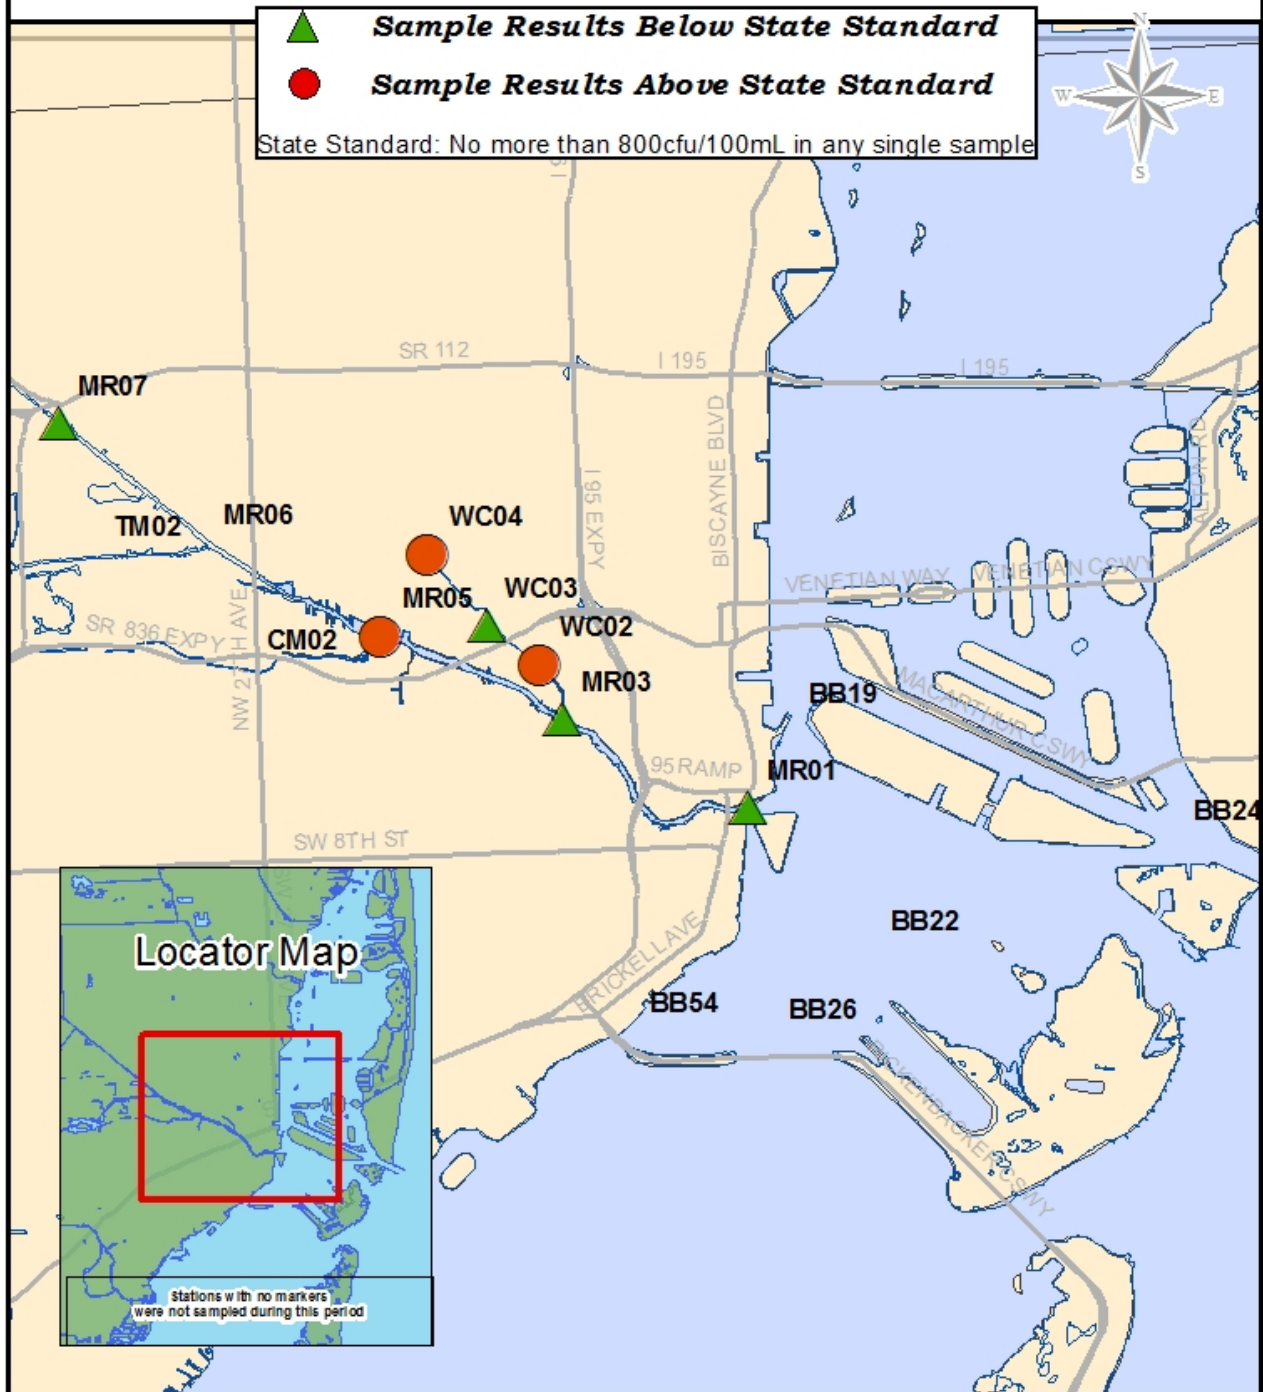 Sample Results Below State Standard
Sample Results Above State Standard
State Standard: No more than 800cfu/100mL in any single sample
N
W
E
S
SR 112
I 195
I 195
MR07
BISCAYNE BLVD
ALTON RD
I 95 EXPY
WC04
MR06
TM02
VENETIAN WAY
VENETIAN CSWY
WC03
MR05
SR 836 EXPY
CM02
WC02
NW 27TH AVE
MR03
BB19
MACARTHUR CSWY
95 RAMP
MR01
BB24
SW 8TH ST
BB22
Locator Map
BRICKELL AVE
BB54
BB26
RICKENBACKER CSWY
Stations with no markers
were not sampled during this period